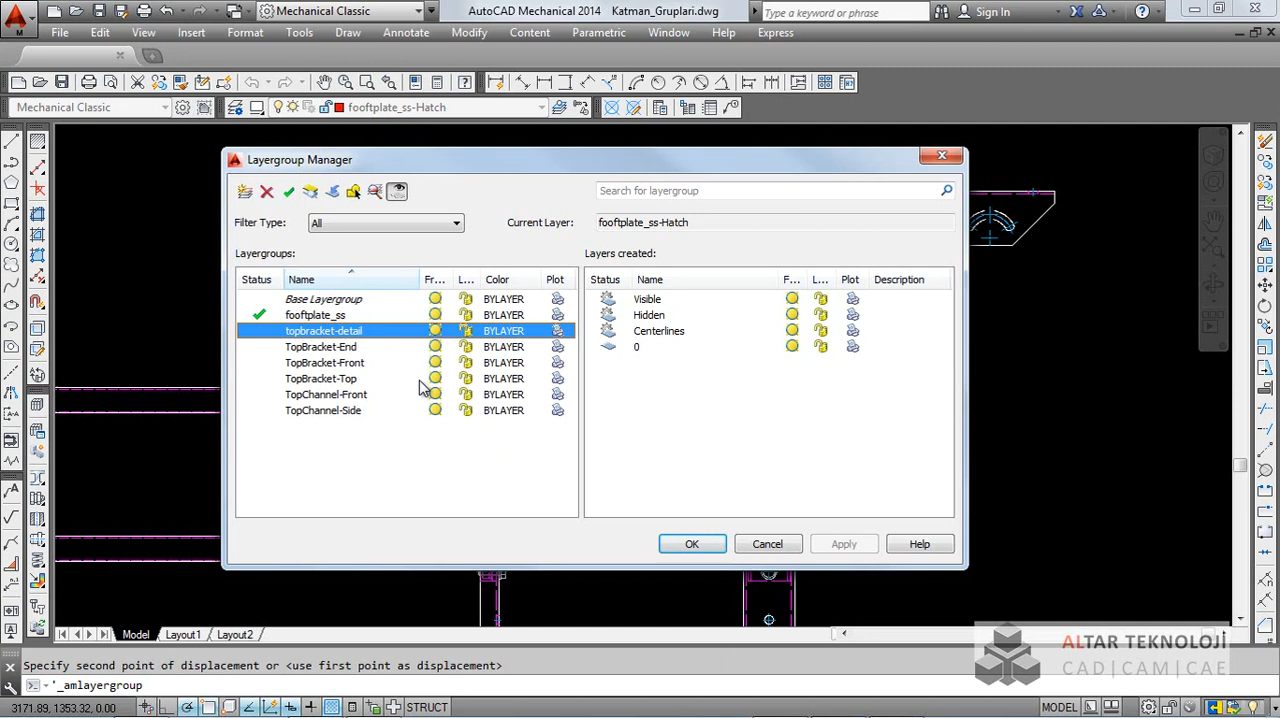 Mechanical Classic
AutoCAD Mechanical 2014 Katman_Gruplari.dwg
Type a keyword or phrase
Sign In
M
File Edit View Insert Format Tools Draw Annotate Modify Content Parametric Window Help Express
Mechanical Classic
fooftplate_ss-Hatch
Layergroup Manager
Search for layergroup
Filter Type: All Current Layer: fooftplate_ss-Hatch
Layergroups: Layers created:
Status Name Fr... L... Color Plot Status Name F... L... Plot Description
Base Layergroup BYLAYER Visible
fooftplate_ss BYLAYER Hidden
topbracket-detail BYLAYER Centerlines
TopBracket-End BYLAYER 0
TopBracket-Front BYLAYER
TopBracket-Top BYLAYER
TopChannel-Front BYLAYER
TopChannel-Side BYLAYER
OK Cancel Apply Help
Model Layout1 Layout2
Specify second point of displacement or <use first point as displacement>
'_amlayergroup
3171.89, 1353.32, 0.00 STRUCT MODEL
ALTAR TEKNOLOJİ
CAD|CAM|CAE